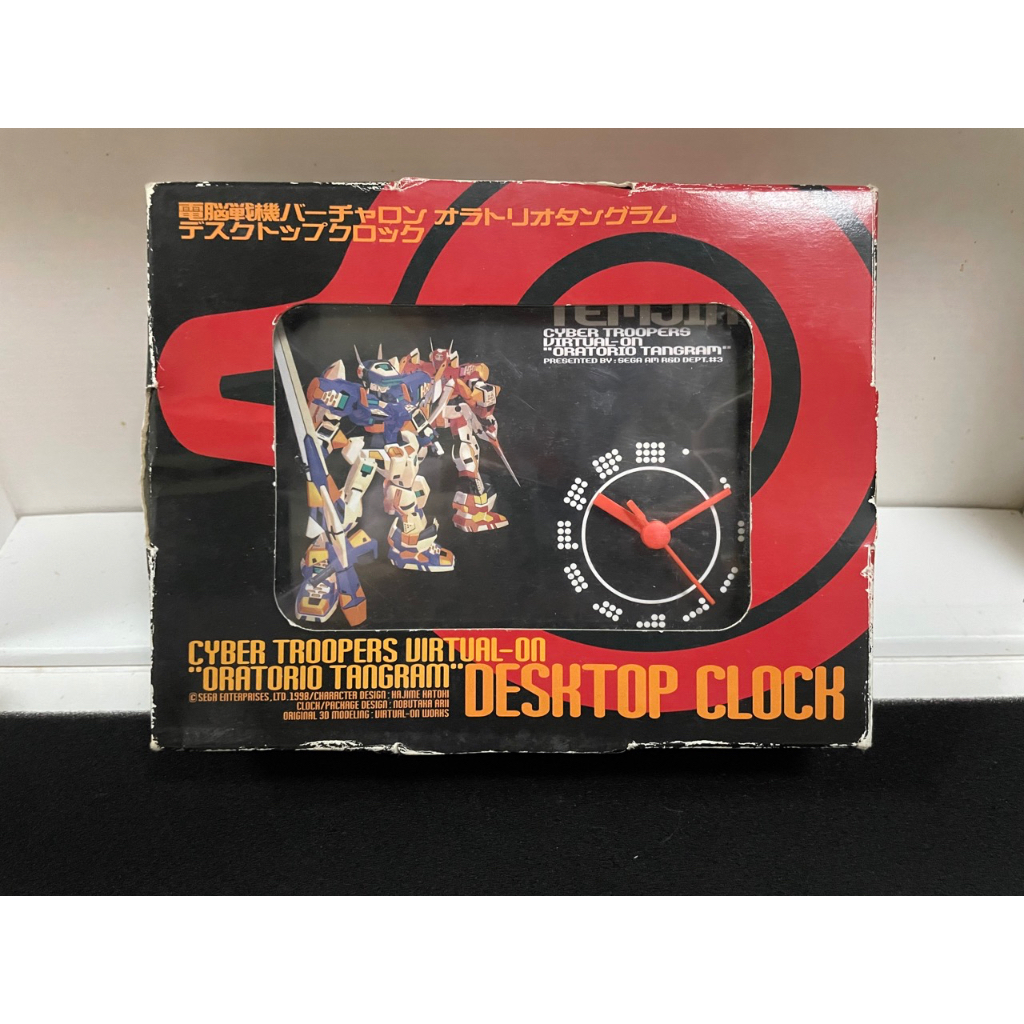 電脳戦機バーチャロン オラトリオタングラム
デスクトップクロック
TEMJIN
CYBER TROOPERS
VIRTUAL-ON
"ORATORIO TANGRAM"
PRESENTED BY: SEGA AM R&D DEPT.#3
CYBER TROOPERS VIRTUAL-ON
"ORATORIO TANGRAM" DESKTOP CLOCK
©SEGA ENTERPRISES, LTD. 1998/CHARACTER DESIGN: HAJIME KATOKI
CLOCK/PACKAGE DESIGN: NOBUTAKA ARII
ORIGINAL 3D MODELING: VIRTUAL-ON WORKS